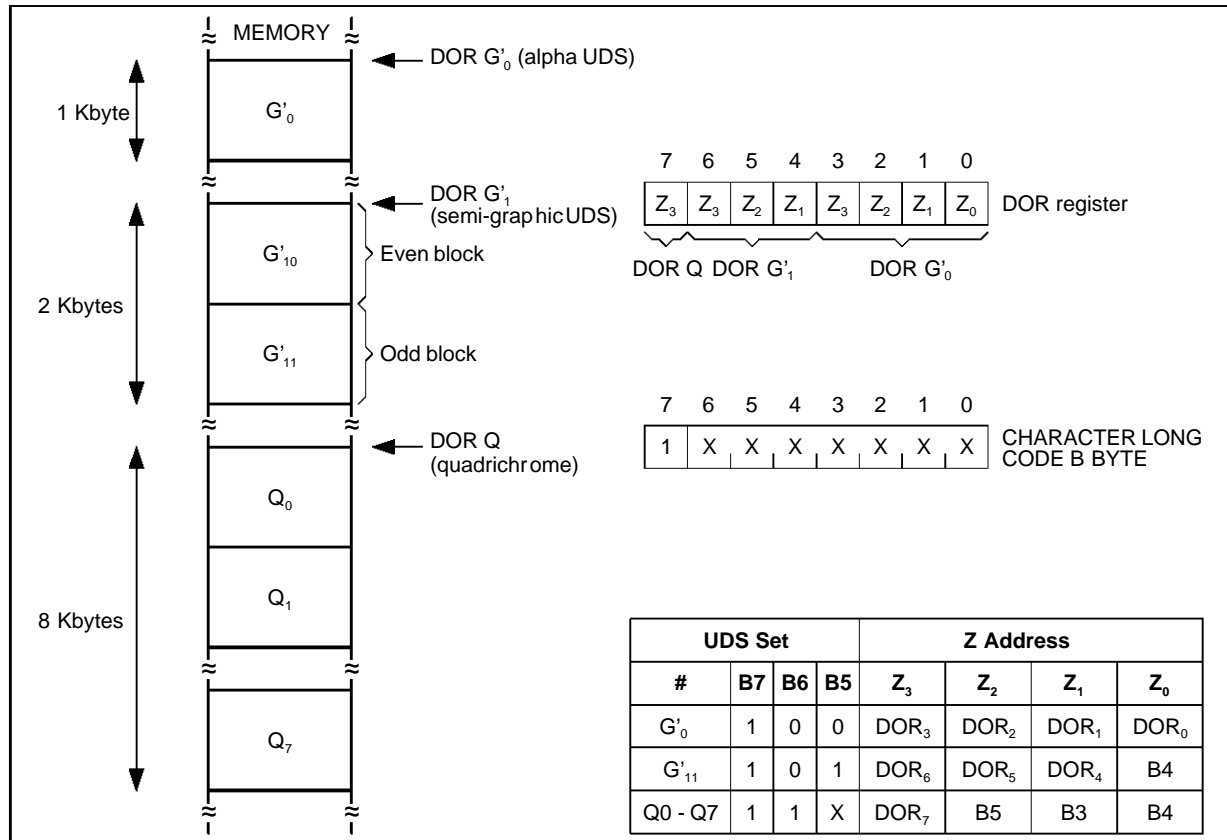 MEMORY
DOR G'0 (alpha UDS)
1 Kbyte
G'0
DOR G'1
(semi-graphic UDS)
G'10
Even block
2 Kbytes
G'11
Odd block
DOR Q
(quadrichrome)
Q0
Q1
8 Kbytes
Q7
7 6 5 4 3 2 1 0
Z3 Z3 Z2 Z1 Z3 Z2 Z1 Z0 DOR register
DOR Q DOR G'1 DOR G'0
7 6 5 4 3 2 1 0
1 X X X X X X X CHARACTER LONG
CODE B BYTE
UDS Set Z Address
# B7 B6 B5 Z3 Z2 Z1 Z0
G'0 1 0 0 DOR3 DOR2 DOR1 DOR0
G'11 1 0 1 DOR6 DOR5 DOR4 B4
Q0 - Q7 1 1 X DOR7 B5 B3 B4